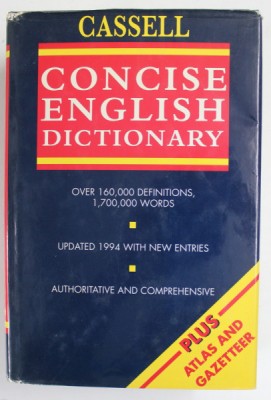 CASSELL
CONCISE
ENGLISH
DICTIONARY
OVER 160,000 DEFINITIONS,
1,700,000 WORDS
UPDATED 1994 WITH NEW ENTRIES
AUTHORITATIVE AND COMPREHENSIVE
PLUS
ATLAS AND
GAZETTEER